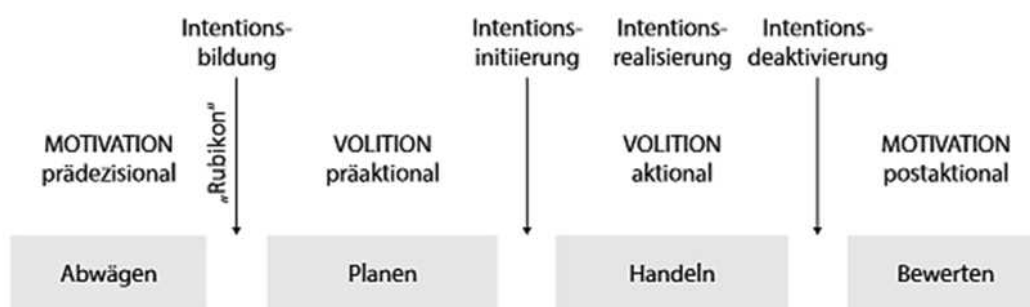 Intentions-
bildung
Intentions-
initiierung
Intentions-
realisierung
Intentions-
deaktivierung
„Rubikon“
MOTIVATION
prädezisional
VOLITION
präaktional
VOLITION
aktional
MOTIVATION
postaktional
Abwägen
Planen
Handeln
Bewerten